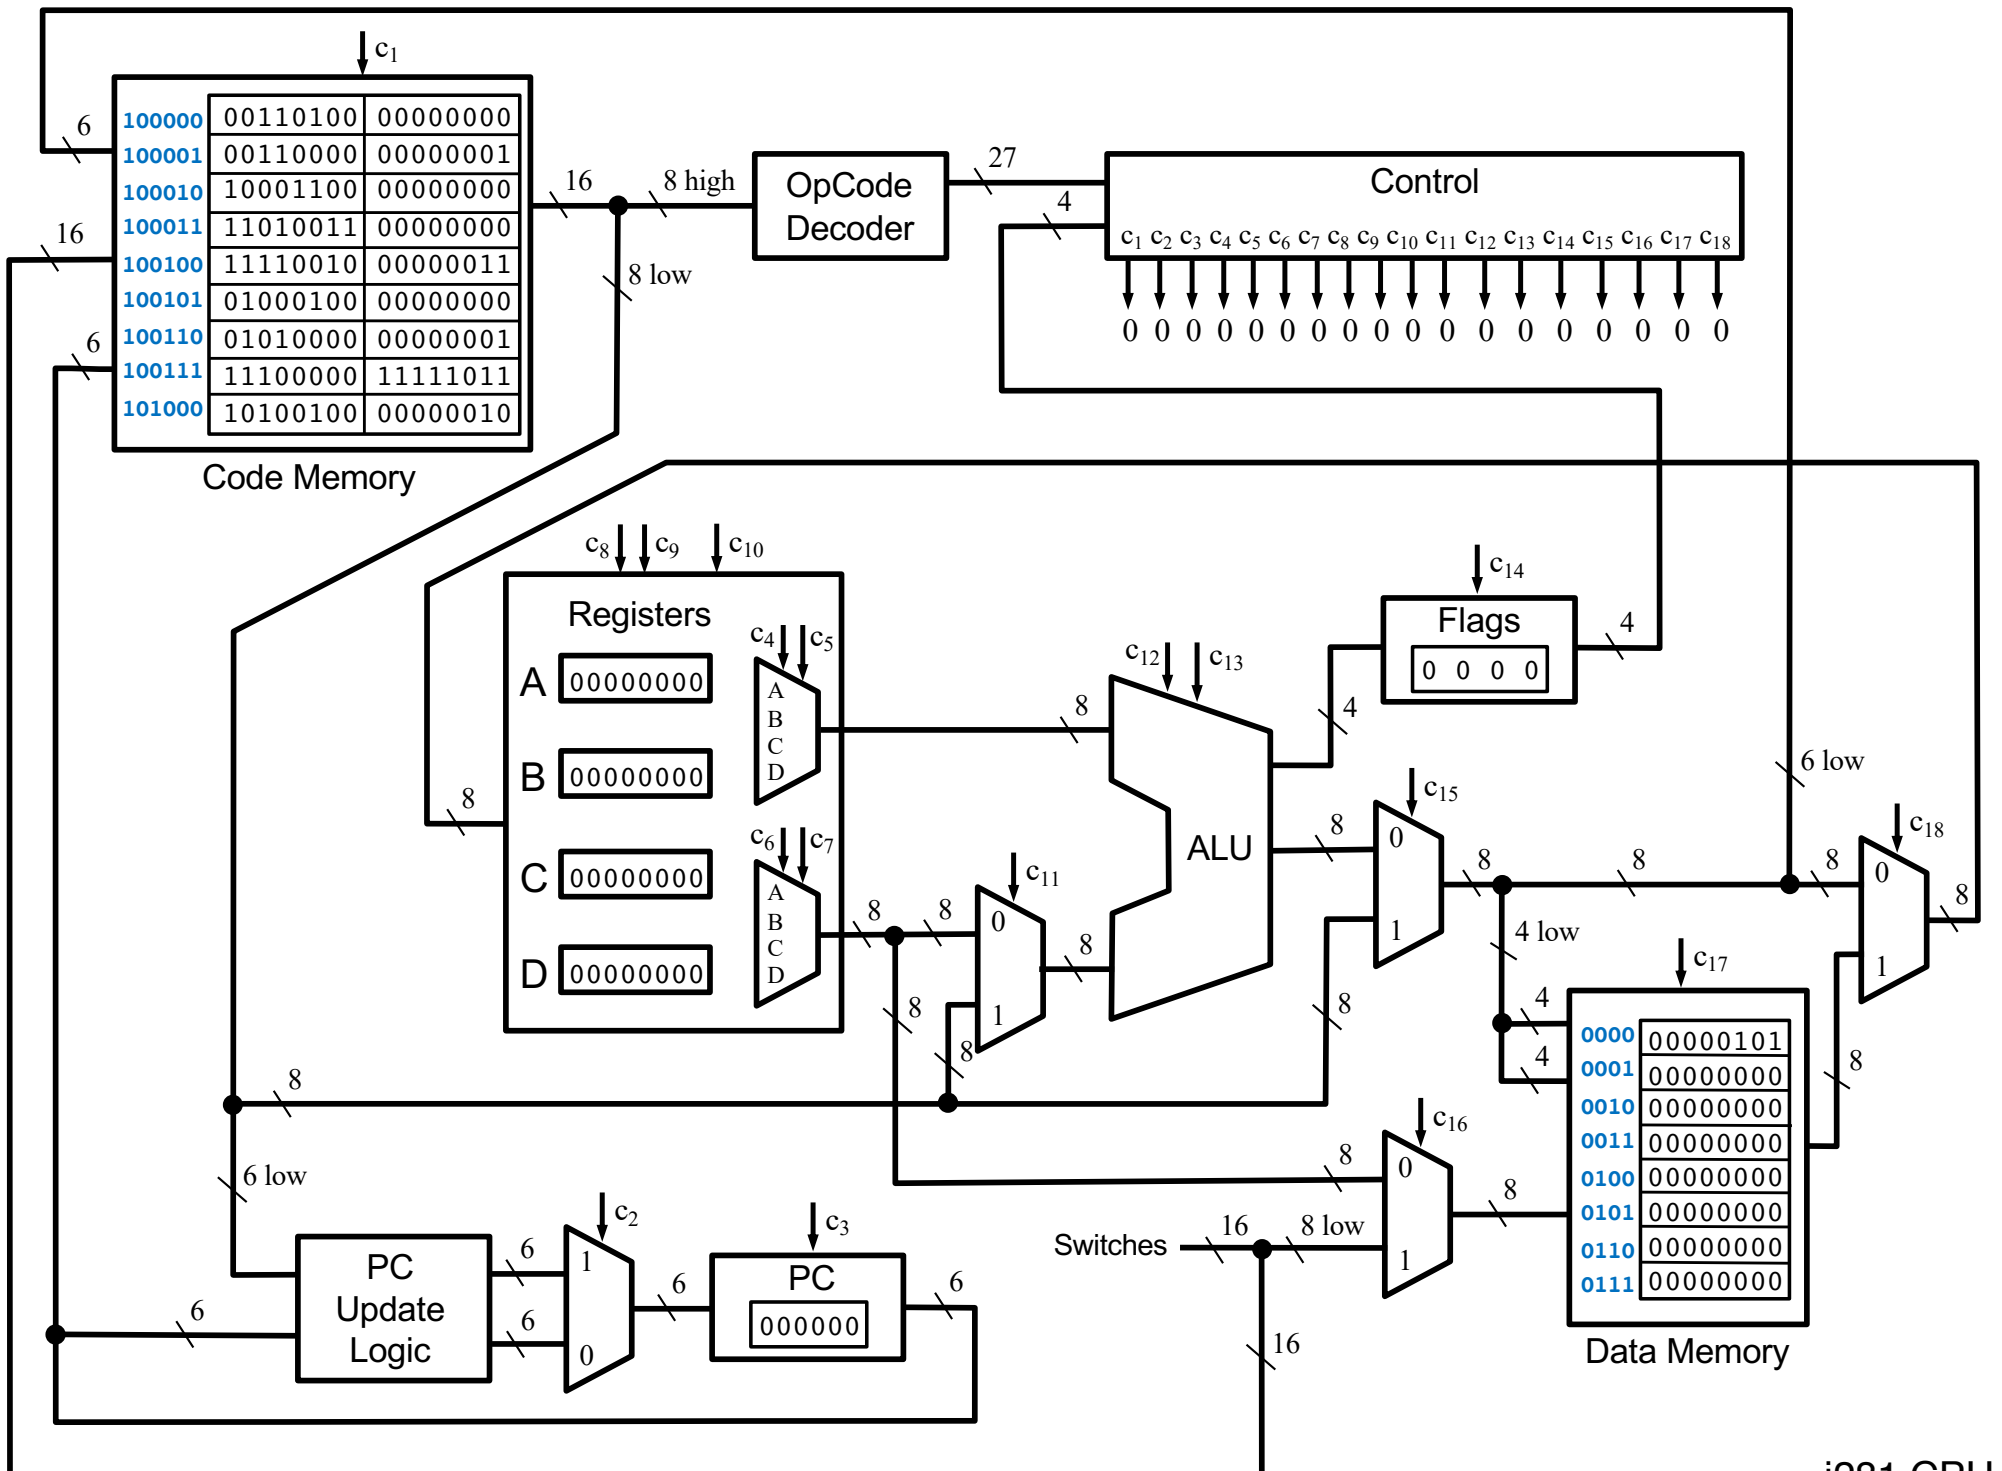 c1
100000 00110100 00000000
100001 00110000 00000001
100010 10001100 00000000
100011 11010011 00000000
100100 11110010 00000011
100101 01000100 00000000
100110 01010000 00000001
100111 11100000 11111011
101000 10100100 00000010
Code Memory
6
16
6
16
8 high
8 low
OpCode
Decoder
27
4
Control
c1 c2 c3 c4 c5 c6 c7 c8 c9 c10 c11 c12 c13 c14 c15 c16 c17 c18
0 0 0 0 0 0 0 0 0 0 0 0 0 0 0 0 0 0
c8 c9 c10
Registers
A 00000000
B 00000000
C 00000000
D 00000000
8
c4 c5
A
B
C
D
c6 c7
A
B
C
D
8
8
8
8
c11
0
1
8
8
c12 c13
ALU
4
c14
Flags
0 0 0 0
4
8
c15
0
1
8
8
8
6 low
8
c18
0
1
8
4 low
4
4
c17
0000 00000101
0001 00000000
0010 00000000
0011 00000000
0100 00000000
0101 00000000
0110 00000000
0111 00000000
Data Memory
8
8
6 low
6
PC
Update
Logic
6
6
c2
1
0
6
c3
PC
000000
6
8
c16
0
1
8
Switches
16
8 low
16